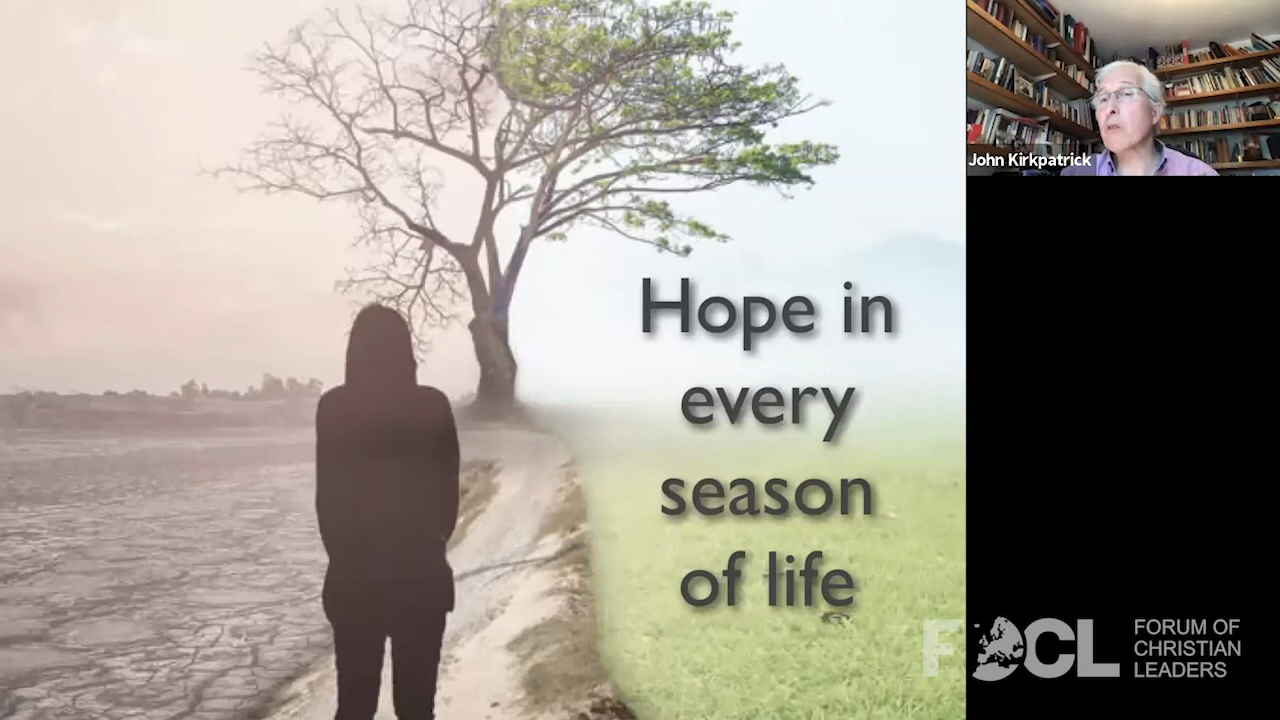 John Kirkpatrick
Hope in
every
season
of life
FOCL
FORUM OF
CHRISTIAN
LEADERS